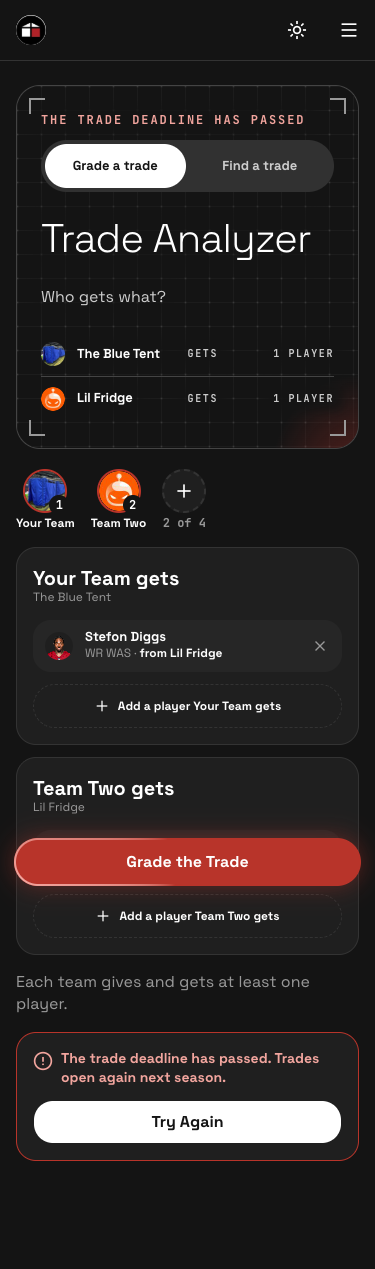 THE TRADE DEADLINE HAS PASSED
Grade a trade
Find a trade
Trade Analyzer
Who gets what?
The Blue Tent GETS 1 PLAYER
Lil Fridge GETS 1 PLAYER
1
2
Your Team
Team Two
2 of 4
Your Team gets
The Blue Tent
Stefon Diggs
WR WAS · from Lil Fridge
Add a player Your Team gets
Team Two gets
Lil Fridge
Grade the Trade
Add a player Team Two gets
Each team gives and gets at least one
player.
The trade deadline has passed. Trades
open again next season.
Try Again